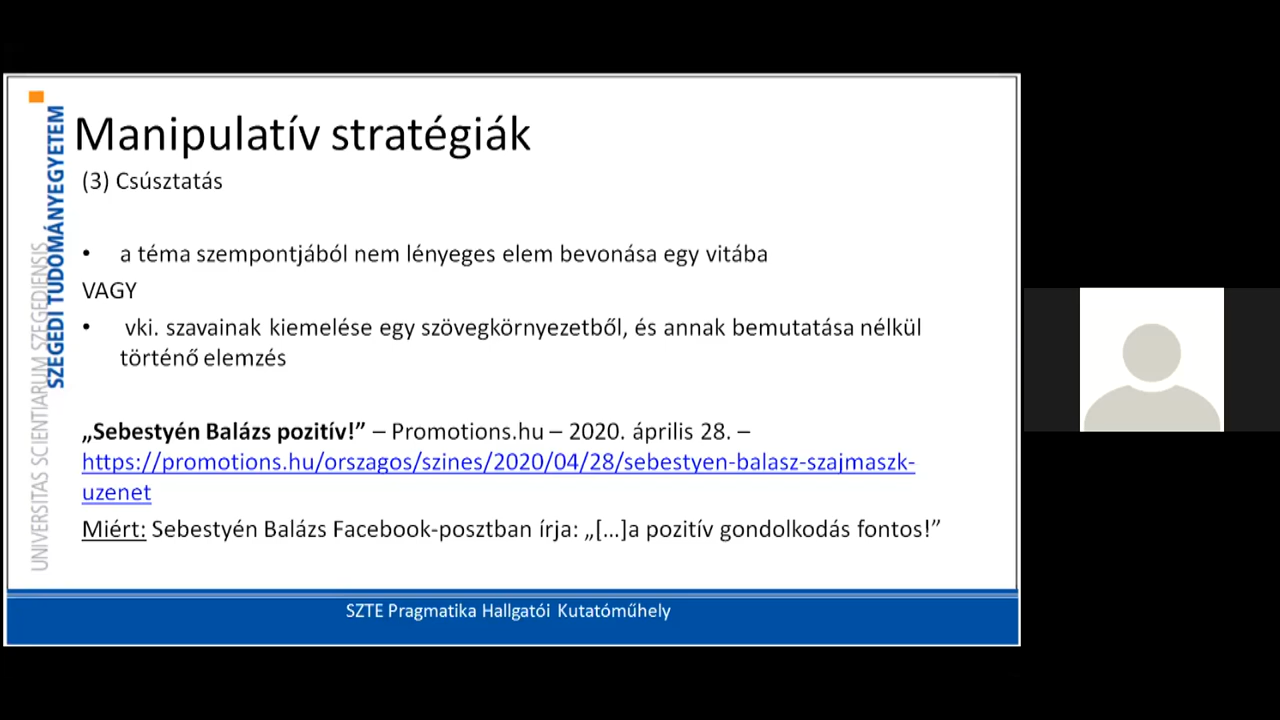 Manipulatív stratégiák
(3) Csúsztatás
• a téma szempontjából nem lényeges elem bevonása egy vitába
VAGY
• vki. szavainak kiemelése egy szövegkörnyezetből, és annak bemutatása nélkül
történő elemzés
„Sebestyén Balázs pozitív!” – Promotions.hu – 2020. április 28. –
https://promotions.hu/orszagos/szines/2020/04/28/sebestyen-balasz-szajmaszk-
uzenet
Miért: Sebestyén Balázs Facebook-posztban írja: „[…]a pozitív gondolkodás fontos!”
SZTE Pragmatika Hallgatói Kutatóműhely
UNIVERSITAS SCIENTIARUM SZEGEDIENSIS
SZEGEDI TUDOMÁNYEGYETEM